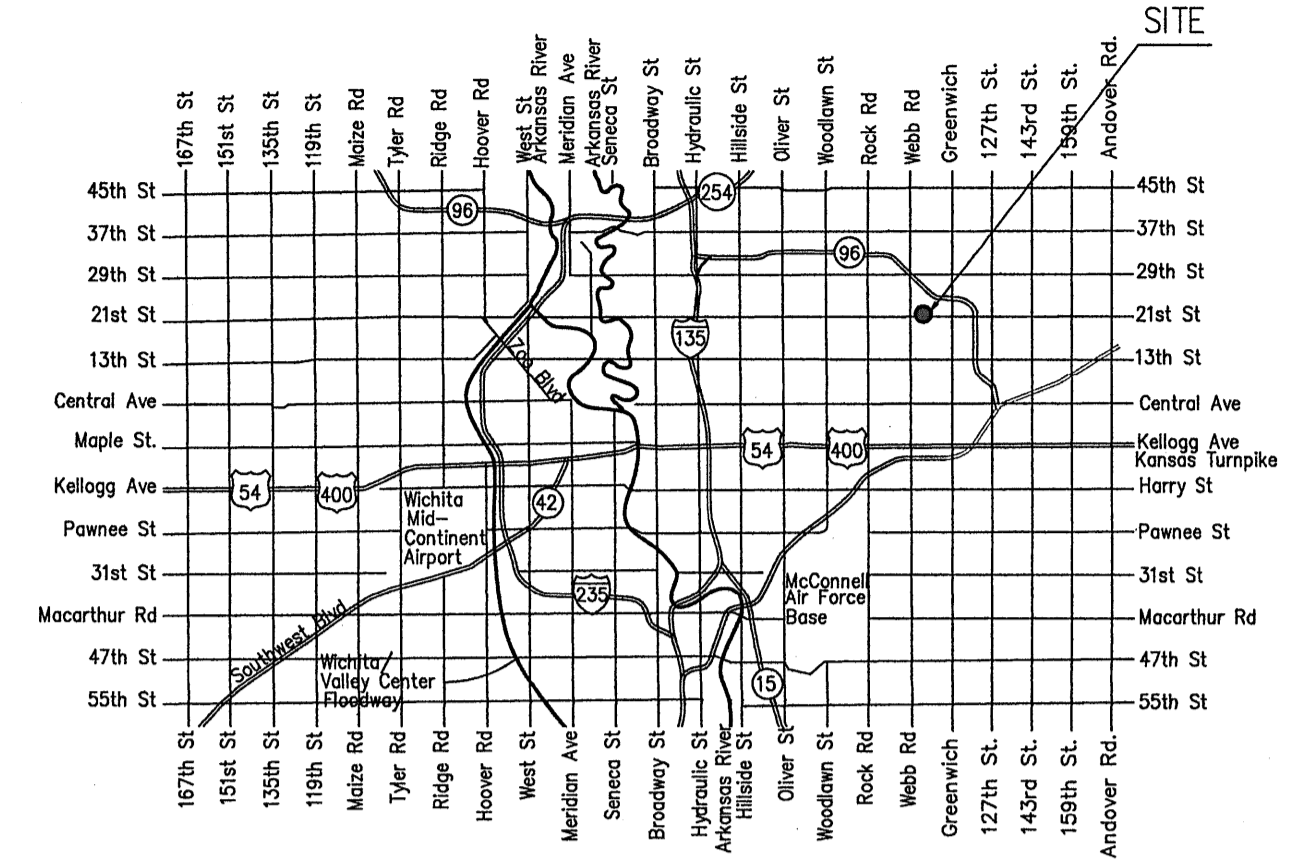 SITE
167th St
151st St
135th St
119th St
Maize Rd
Tyler Rd
Ridge Rd
Hoover Rd
West St
Arkansas River
Meridian Ave
Arkansas River
Seneca St
Broadway St
Hydraulic St
Hillside St
Oliver St
Woodlawn St
Rock Rd
Webb Rd
Greenwich
127th St.
143rd St.
159th St.
Andover Rd.
45th St
254
45th St
96
37th St
37th St
96
29th St
29th St
21st St
21st St
135
13th St
Zoo Blvd
13th St
Central Ave
Central Ave
Maple St.
54
400
Kellogg Ave
Kansas Turnpike
Kellogg Ave
54
400
Wichita
Mid-
Continent
Airport
42
Harry St
Pawnee St
Pawnee St
31st St
31st St
235
McConnell
Air Force
Base
Macarthur Rd
Macarthur Rd
Southwest Blvd
47th St
47th St
Wichita/
Valley Center
Floodway
15
55th St
55th St
167th St
151st St
135th St
119th St
Maize Rd
Tyler Rd
Ridge Rd
Hoover Rd
West St
Meridian Ave
Seneca St
Broadway St
Hydraulic St
Arkansas River
Hillside St
Oliver St
Woodlawn St
Rock Rd
Webb Rd
Greenwich
127th St.
143rd St.
159th St.
Andover Rd.